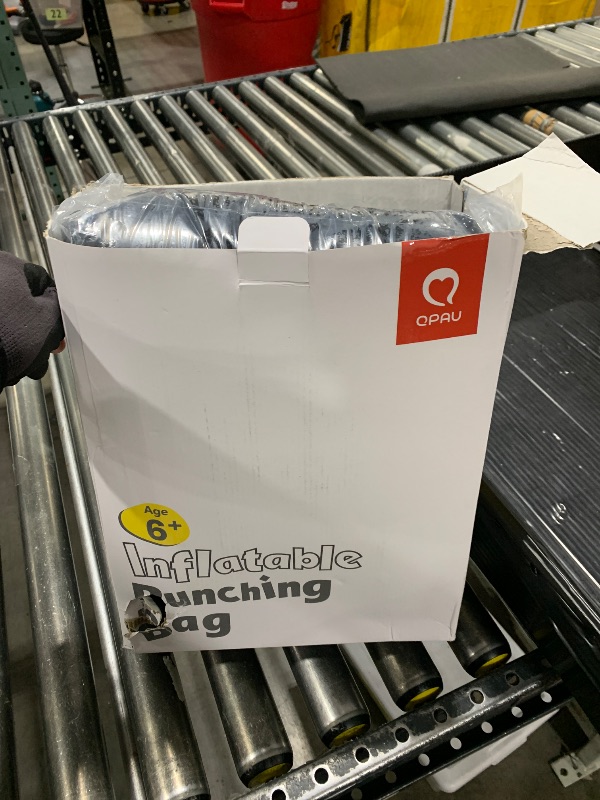 22
QPAU
Age
6+
Inflatable
Punching
Bag